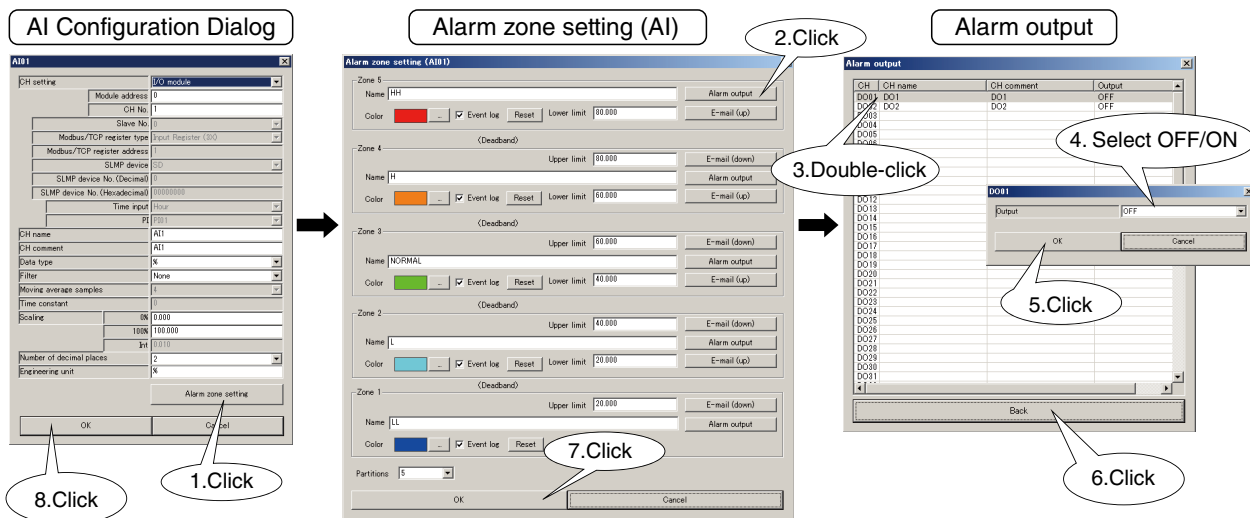 AI Configuration Dialog
AI01
CH setting I/O module
Module address 0
CH No. 1
Slave No. 0
Modbus/TCP register type Input Register (3X)
Modbus/TCP register address 1
SLMP device SD
SLMP device No. (Decimal) 0
SLMP device No. (Hexadecimal) 00000000
Time input Hour
PI PI01
CH name AI1
CH comment AI1
Data type %
Filter None
Moving average samples 4
Time constant 0
Scaling 0% 0.000
100% 100.000
Int 0.010
Number of decimal places 2
Engineering unit %
Alarm zone setting
OK Cancel
1.Click
8.Click
Alarm zone setting (AI)
Alarm zone setting (AI01)
2.Click
Zone 5
Name HH Alarm output
Color .. Event log Reset Lower limit 80.000 E-mail (up)
(Deadband)
Zone 4
Upper limit 80.000 E-mail (down)
Name H Alarm output
Color .. Event log Reset Lower limit 60.000 E-mail (up)
(Deadband)
Zone 3
Upper limit 60.000 E-mail (down)
Name NORMAL Alarm output
Color .. Event log Reset Lower limit 40.000 E-mail (up)
(Deadband)
Zone 2
Upper limit 40.000 E-mail (down)
Name L Alarm output
Color .. Event log Reset Lower limit 20.000 E-mail (up)
(Deadband)
Zone 1
Upper limit 20.000 E-mail (down)
Name LL Alarm output
Color .. Event log Reset
7.Click
Partitions 5
OK Cancel
Alarm output
Alarm output
CH CH name CH comment Output
DO01 DO1 DO1 OFF
DO02 DO2 DO2 OFF
DO03
DO04
DO05
DO06
3.Double-click
4. Select OFF/ON
DO01
Output OFF
OK Cancel
5.Click
DO12
DO13
DO14
DO15
DO16
DO17
DO18
DO19
DO20
DO21
DO22
DO23
DO24
DO25
DO26
DO27
DO28
DO29
DO30
DO31
Back
6.Click